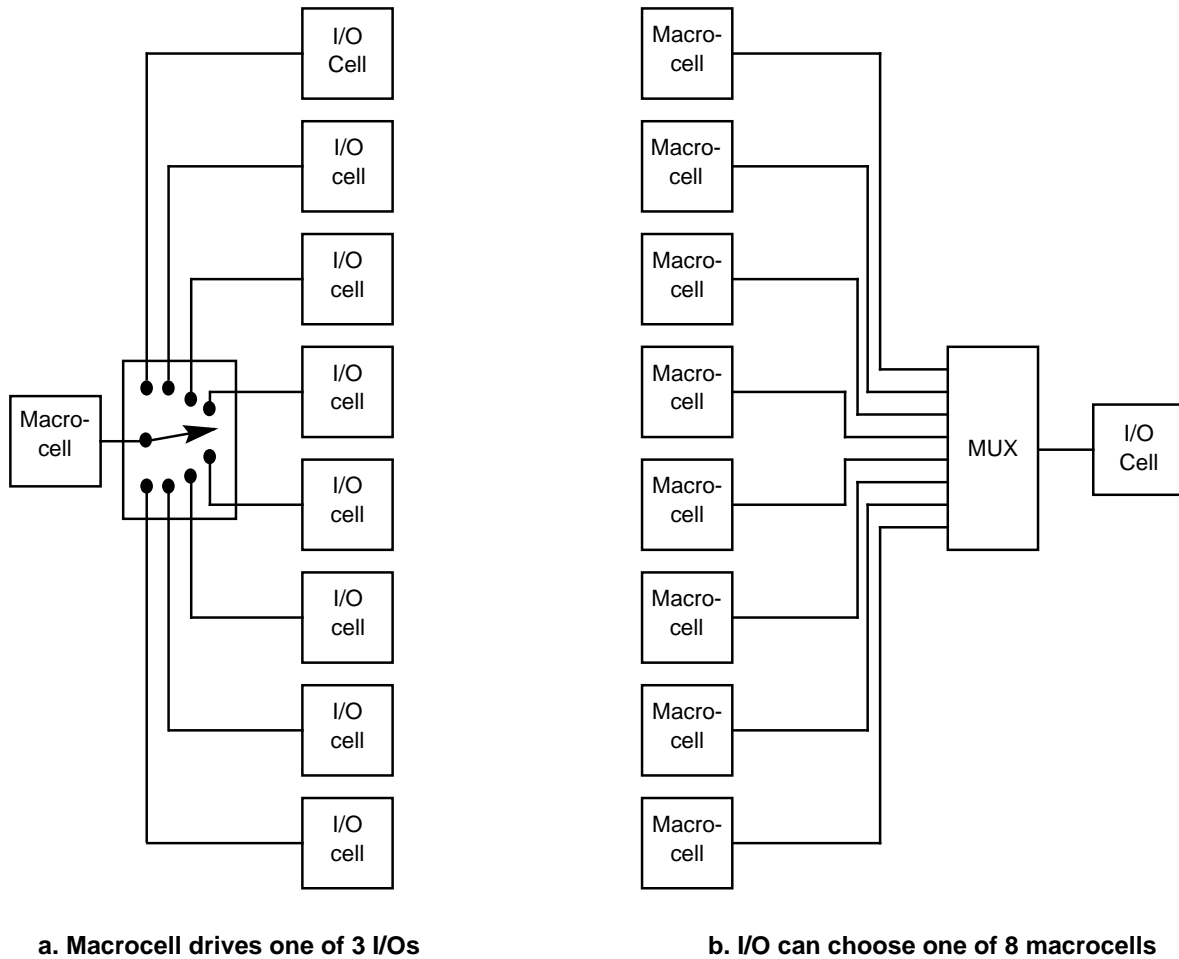 I/O
Cell
I/O
cell
I/O
cell
I/O
cell
I/O
cell
I/O
cell
I/O
cell
I/O
cell
Macro-
cell
a. Macrocell drives one of 3 I/Os
Macro-
cell
Macro-
cell
Macro-
cell
Macro-
cell
Macro-
cell
Macro-
cell
Macro-
cell
Macro-
cell
MUX
I/O
Cell
b. I/O can choose one of 8 macrocells